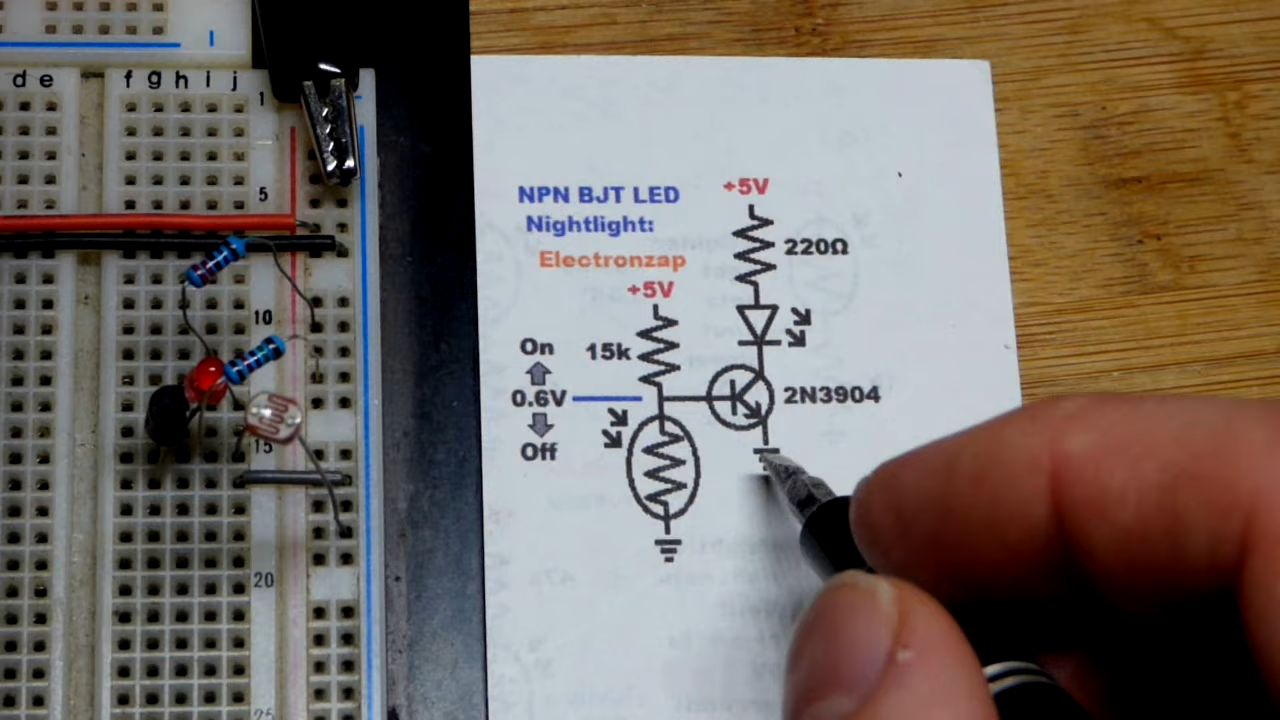 d e
f g h i j
1
5
10
15
20
25
NPN BJT LED
Nightlight:
Electronzap
+5V
220Ω
+5V
15k
On
0.6V
Off
2N3904